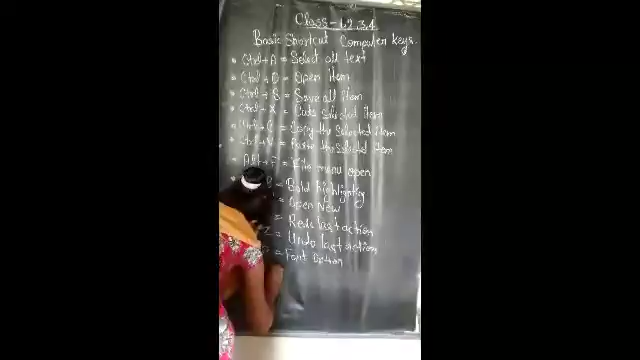 Class - 1,2,3,4
Basic Shortcut Computer keys.
* Ctrl + A = Select all text
* Ctrl + O = Open item
* Ctrl + S = Save all item
* Ctrl + X = Cuts selected item
* Ctrl + C = Copy the selected item
* Ctrl + V = Paste the selected item
* Alt + F = File menu open
B = Bold highlighting
= Open New
= Redo last action
Z = Undo last action
= Font Option